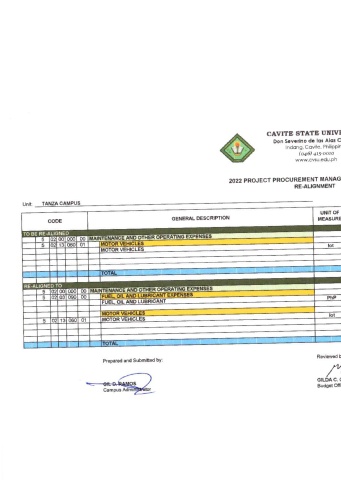 CAVITE STATE UNIVE
Don Severino de las Alas C
Indang, Cavite, Philippin
www.cvsu.edu.ph
2022 PROJECT PROCUREMENT MANAG
RE-ALIGNMENT
Unit: TANZA CAMPUS
CODE GENERAL DESCRIPTION UNIT OF MEASURE
TO BE RE-ALIGNED
5 02 00 000 00 MAINTENANCE AND OTHER OPERATING EXPENSES
5 02 13 060 01 MOTOR VEHICLES lot
MOTOR VEHICLES
TOTAL
RE-ALIGNED TO
5 02 00 000 00 MAINTENANCE AND OTHER OPERATING EXPENSES
5 02 03 090 00 FUEL, OIL AND LUBRICANT EXPENSES PHP
FUEL, OIL AND LUBRICANT
MOTOR VEHICLES lot
5 02 13 060 01 MOTOR VEHICLES
TOTAL
Prepared and Submitted by: Reviewed b
GIL D. RAMOS GILDA C.
Campus Administrator Budget Offi